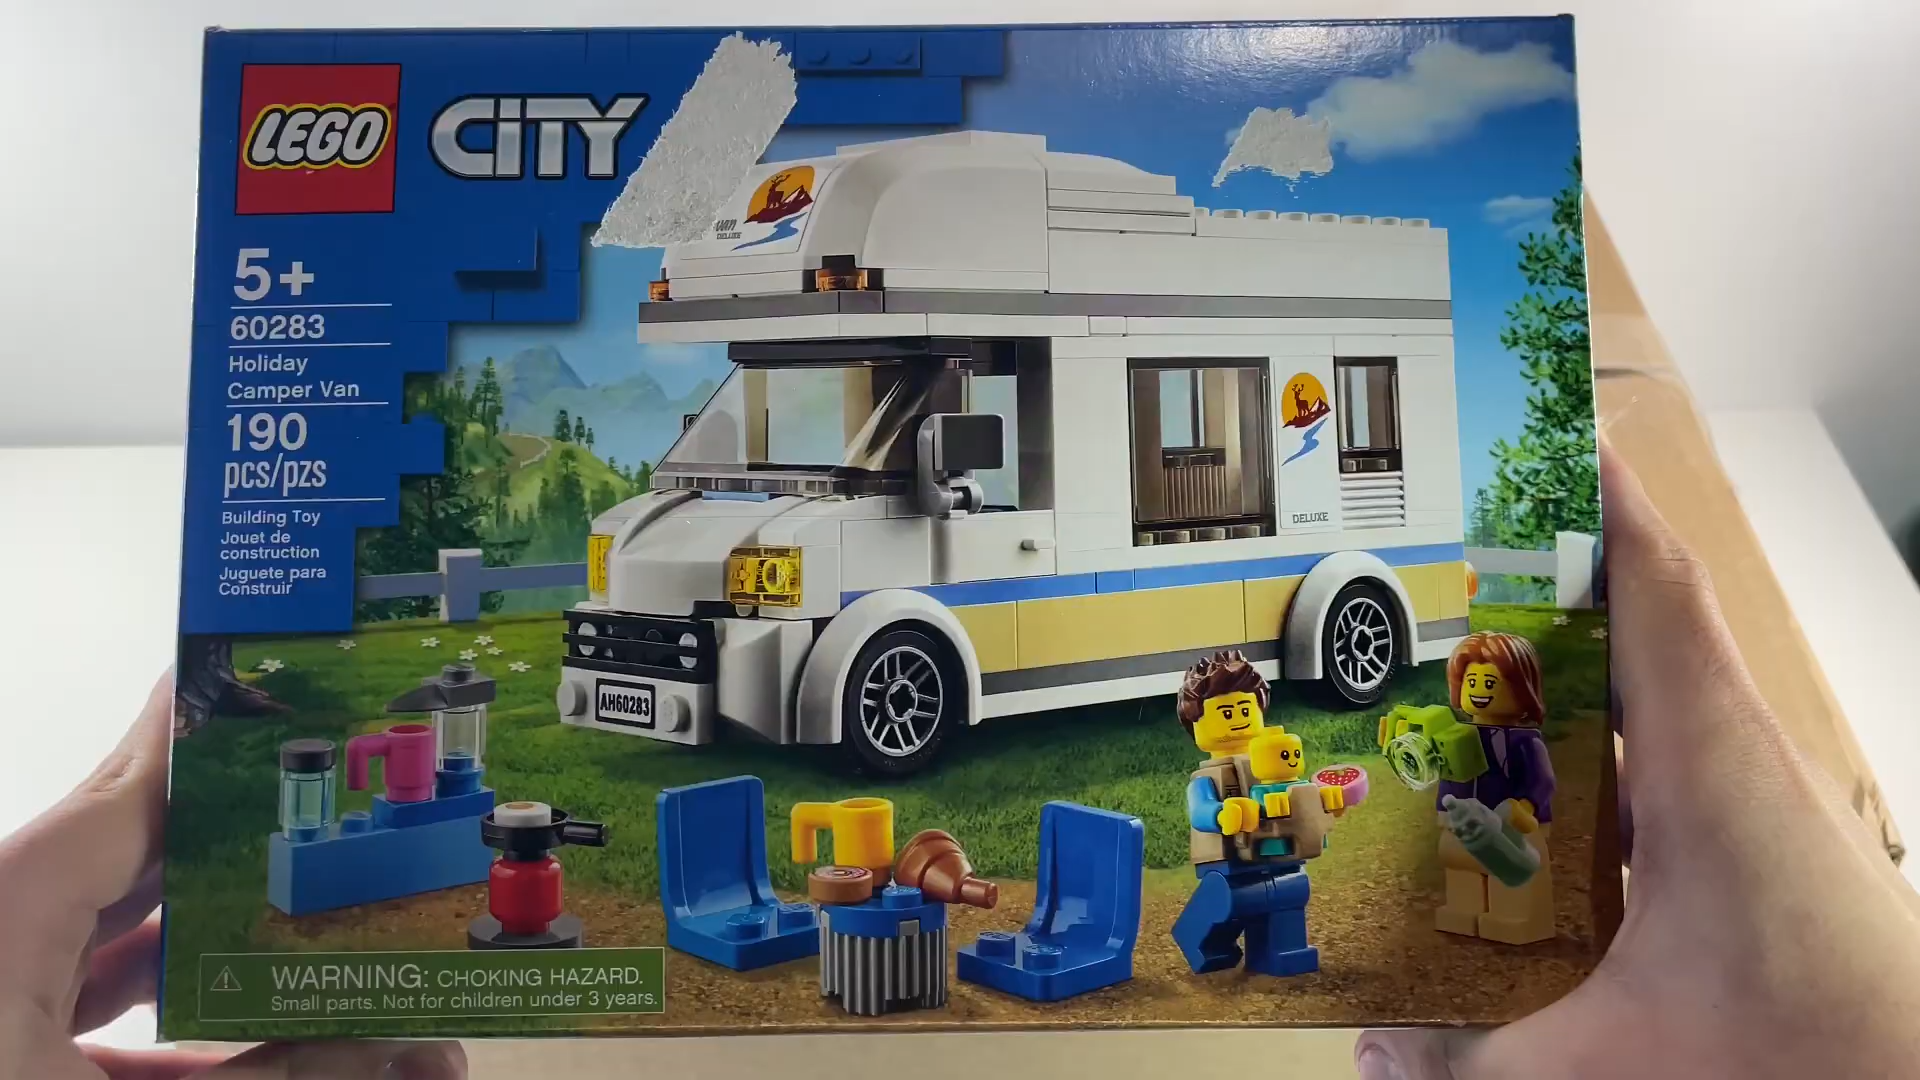 LEGO
CITY
5+
60283
Holiday
Camper Van
190
pcs/pzs
Building Toy
Jouet de
construction
Juguete para
Construir
DELUXE
DELUXE
AH60283
WARNING: CHOKING HAZARD.
Small parts. Not for children under 3 years.